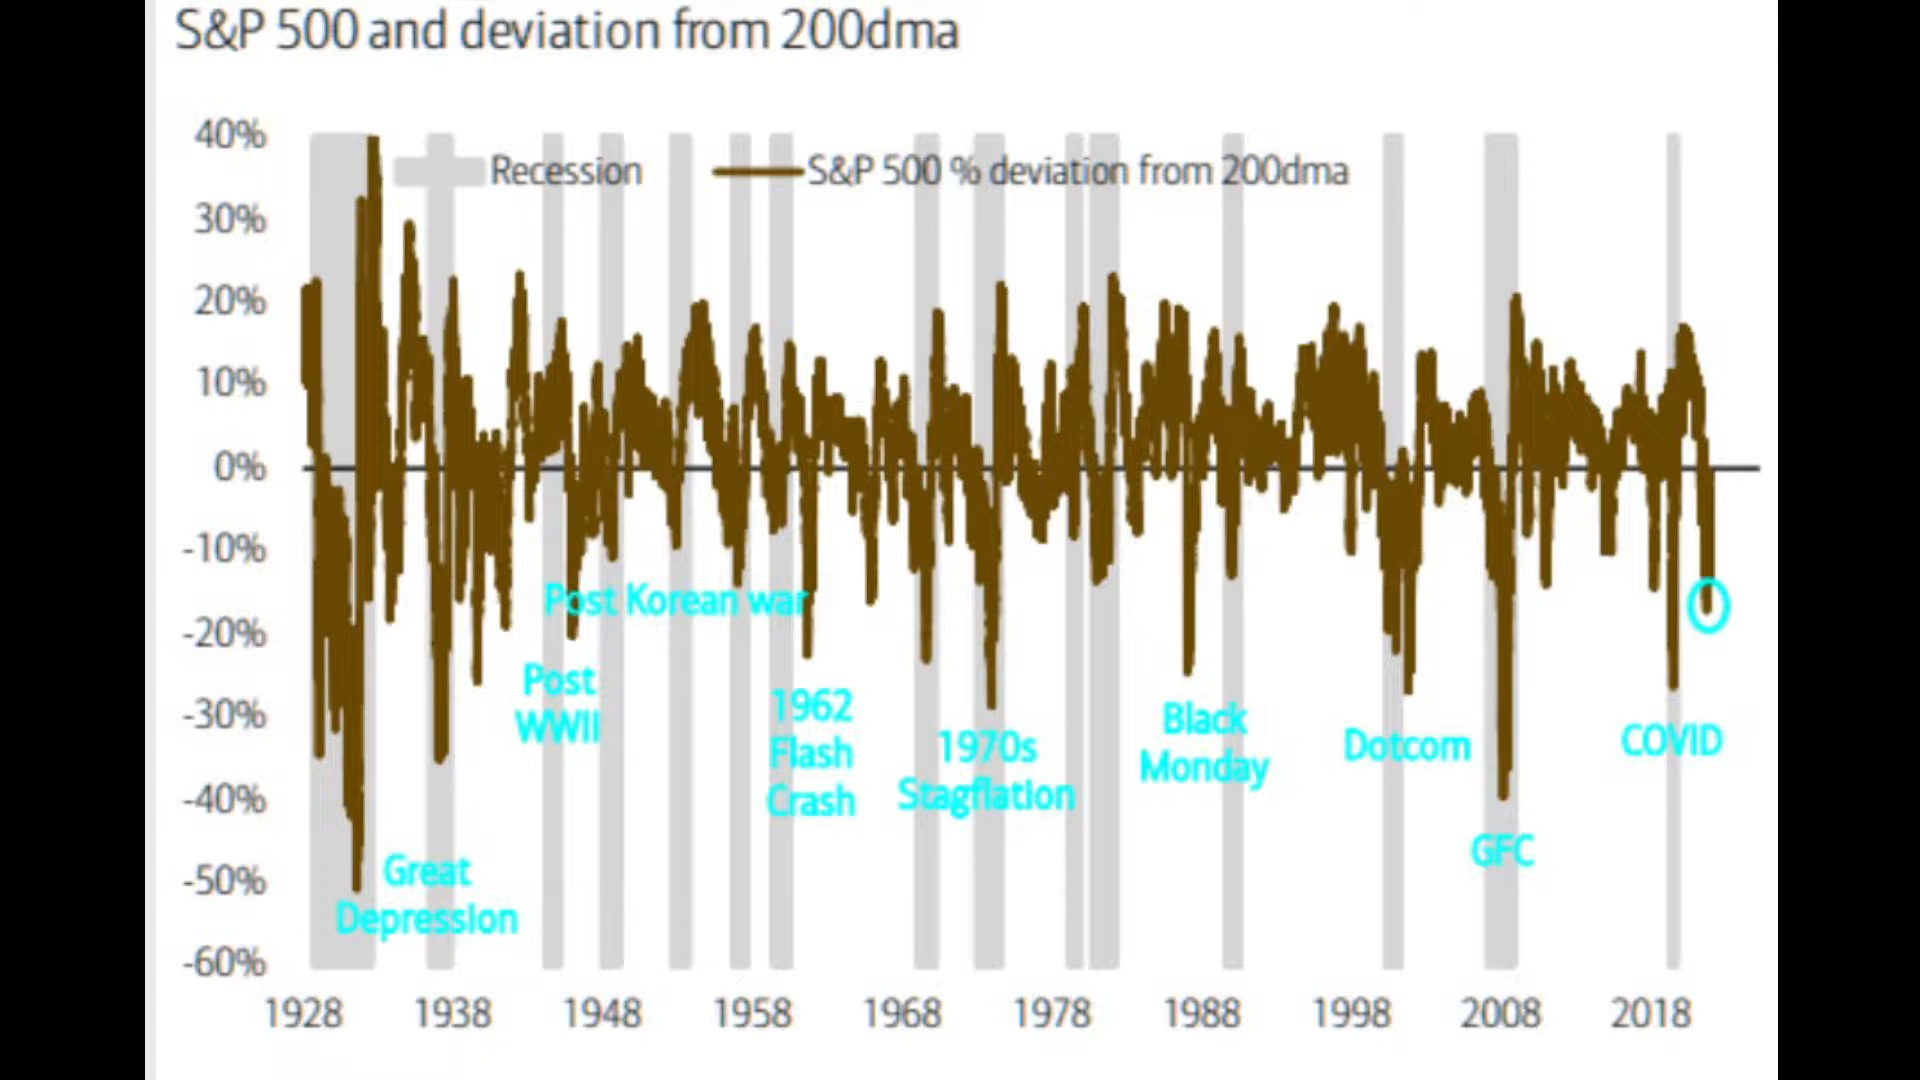 S&P 500 and deviation from 200dma
40%
Recession
S&P 500 % deviation from 200dma
30%
20%
10%
0%
-10%
-20%
-30%
-40%
-50%
-60%
Post Korean war
Post
WWII
1962
Flash
Crash
1970s
Stagflation
Black
Monday
Dotcom
COVID
GFC
Great
Depression
1928 1938 1948 1958 1968 1978 1988 1998 2008 2018